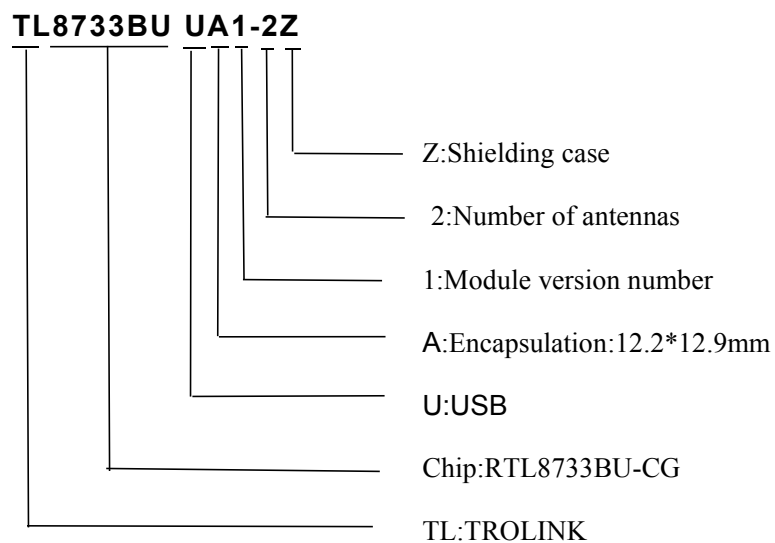 TL8733BU UA1-2Z
Z:Shielding case
2:Number of antennas
1:Module version number
A:Encapsulation:12.2*12.9mm
U:USB
Chip:RTL8733BU-CG
TL:TROLINK